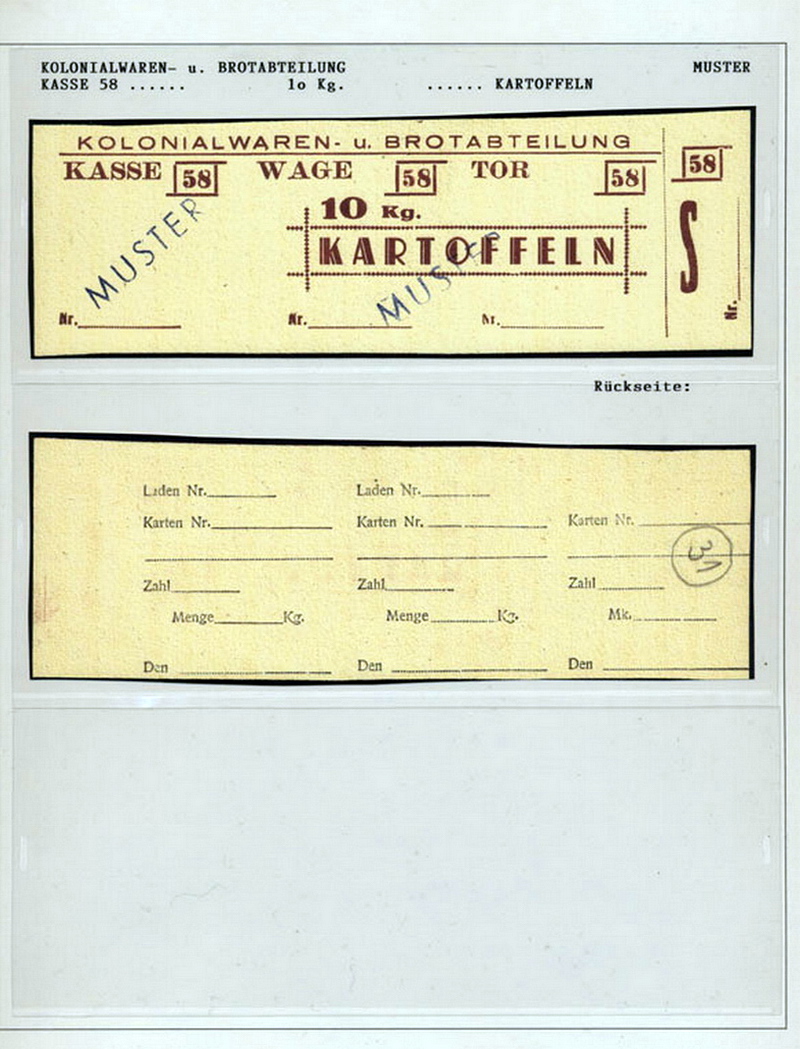 KOLONIALWAREN- u. BROTABTEILUNG MUSTER
KASSE 58 ...... 1o Kg. ...... KARTOFFELN
KOLONIALWAREN- u. BROTABTEILUNG
KASSE 58 WAGE 58 TOR 58 58
10 Kg.
KARTOFFELN S
MUSTER MUSTER
Nr. Nr. Nr. Nr.
Rückseite:
Laden Nr. Laden Nr.
Karten Nr. Karten Nr. Karten Nr.
31
Zahl Zahl Zahl
Menge Kg. Menge Kg. Mk.
Den Den Den